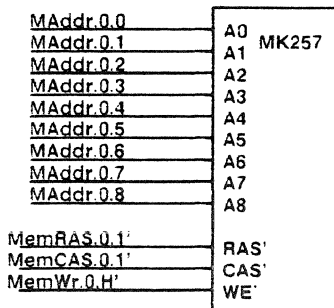 MAddr.0.0 A0 MK257
MAddr.0.1 A1
MAddr.0.2 A2
MAddr.0.3 A3
MAddr.0.4 A4
MAddr.0.5 A5
MAddr.0.6 A6
MAddr.0.7 A7
MAddr.0.8 A8
MemRAS.0.1' RAS'
MemCAS.0.1' CAS'
MemWr.0.H' WE'